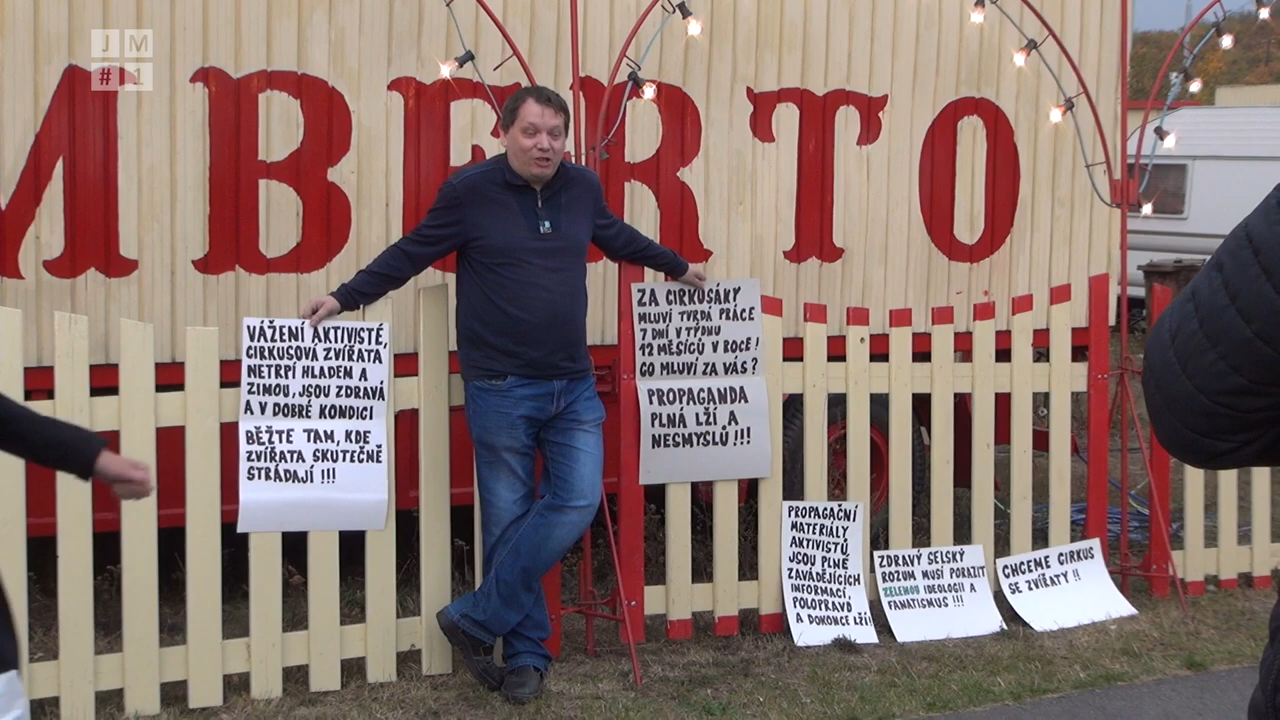 JM
#1
MBERTO
VÁŽENÍ AKTIVISTÉ,
CIRKUSOVÁ ZVÍŘATA
NETRPÍ HLADEM A
ZIMOU, JSOU ZDRAVÁ
A V DOBRÉ KONDICI
BĚŽTE TAM, KDE
ZVÍŘATA SKUTEČNĚ
STRÁDAJÍ !!!
ZA CIRKUSÁKY
MLUVÍ TVRDÁ PRÁCE
7 DNÍ V TÝDNU
12 MĚSÍCŮ V ROCE!
CO MLUVÍ ZA VÁS?
PROPAGANDA
PLNÁ LŽÍ A
NESMYSLŮ!!!
PROPAGAČNÍ
MATERIÁLY
AKTIVISTŮ,
JSOU PLNÉ
ZAVÁDĚJÍCÍCH
INFORMACÍ,
POLOPRAVD
A DOKONCE LŽÍ!
ZDRAVÝ SELSKÝ
ROZUM MUSÍ PORAZIT
ZELENOU IDEOLOGII A
FANATISMUS !!!
CHCEME CIRKUS
SE ZVÍŘATY !!